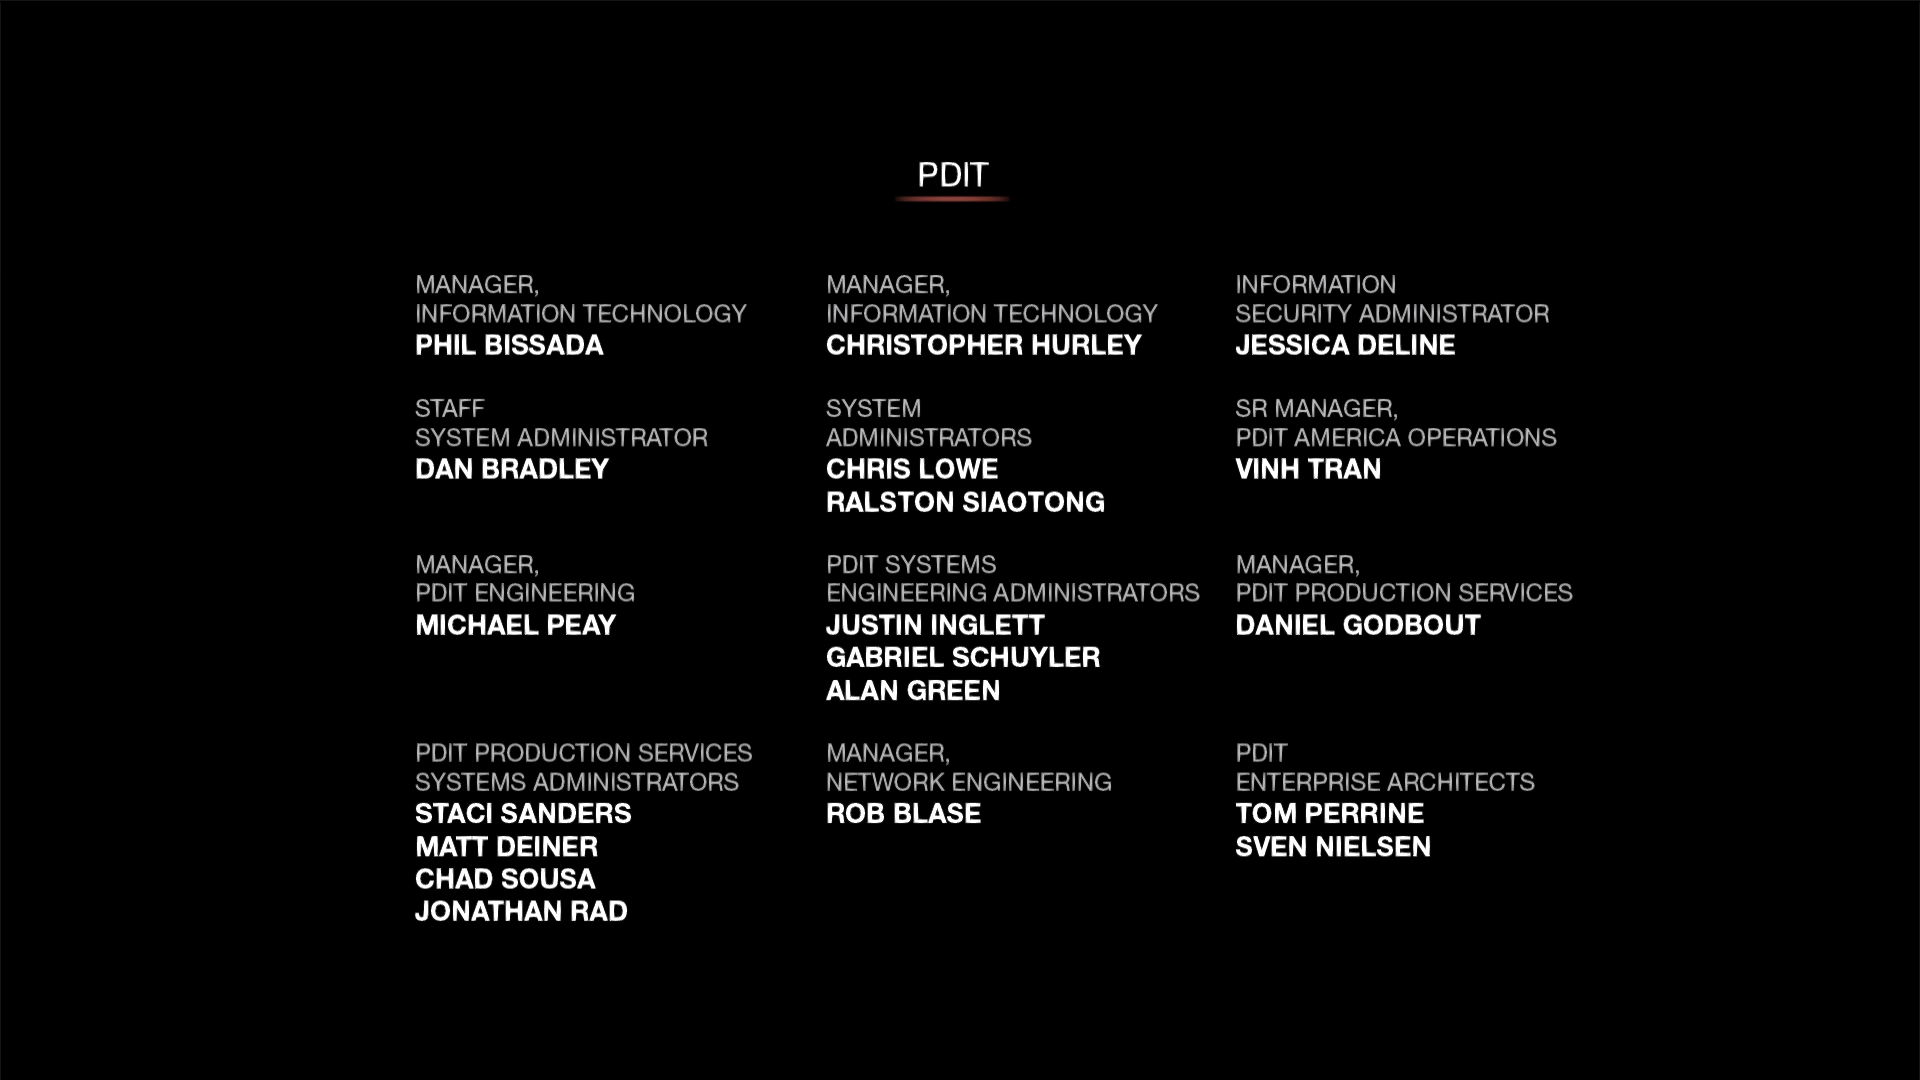 PDIT
MANAGER,
INFORMATION TECHNOLOGY
PHIL BISSADA
MANAGER,
INFORMATION TECHNOLOGY
CHRISTOPHER HURLEY
INFORMATION
SECURITY ADMINISTRATOR
JESSICA DELINE
STAFF
SYSTEM ADMINISTRATOR
DAN BRADLEY
SYSTEM
ADMINISTRATORS
CHRIS LOWE
RALSTON SIAOTONG
SR MANAGER,
PDIT AMERICA OPERATIONS
VINH TRAN
MANAGER,
PDIT ENGINEERING
MICHAEL PEAY
PDIT SYSTEMS
ENGINEERING ADMINISTRATORS
JUSTIN INGLETT
GABRIEL SCHUYLER
ALAN GREEN
MANAGER,
PDIT PRODUCTION SERVICES
DANIEL GODBOUT
PDIT PRODUCTION SERVICES
SYSTEMS ADMINISTRATORS
STACI SANDERS
MATT DEINER
CHAD SOUSA
JONATHAN RAD
MANAGER,
NETWORK ENGINEERING
ROB BLASE
PDIT
ENTERPRISE ARCHITECTS
TOM PERRINE
SVEN NIELSEN